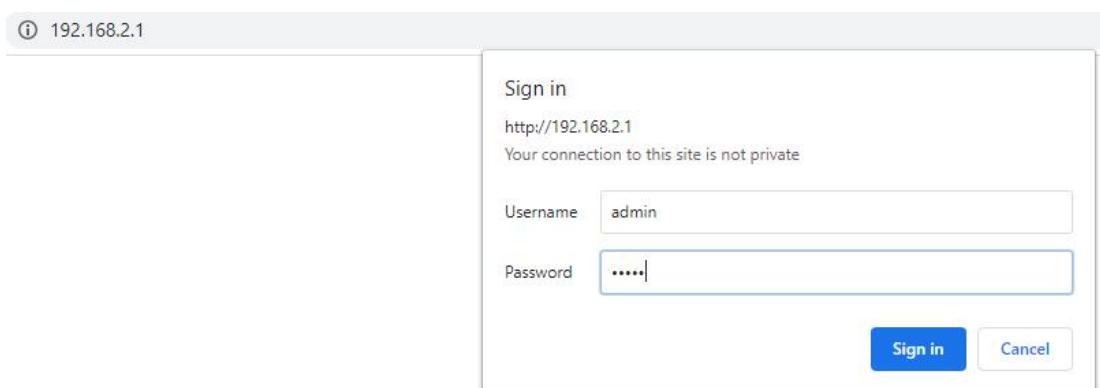 192.168.2.1
Sign in
http://192.168.2.1
Your connection to this site is not private
Username admin
Password •••••
Sign in Cancel